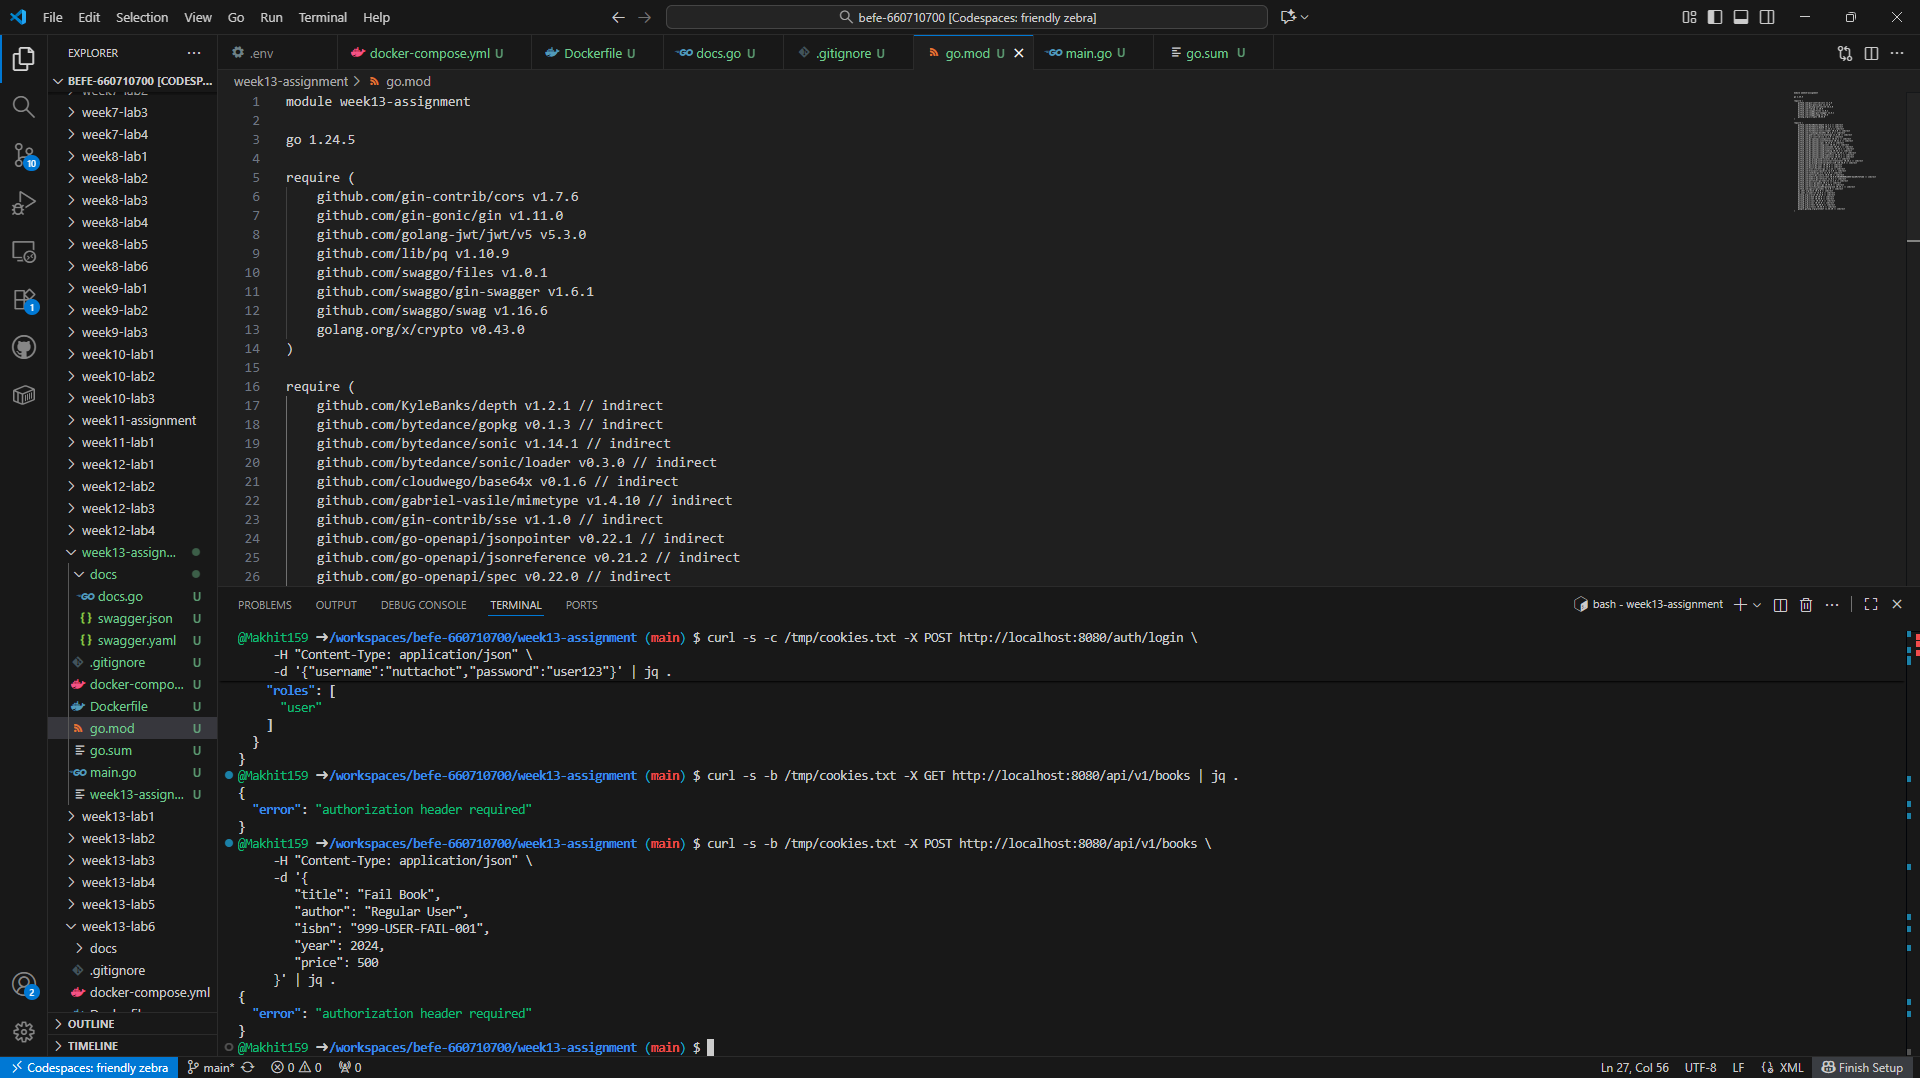 File Edit Selection View Go Run Terminal Help
befe-660710700 [Codespaces: friendly zebra]
EXPLORER
BEFE-660710700 [CODESP...
week7-lab2
week7-lab3
week7-lab4
week8-lab1
week8-lab2
week8-lab3
week8-lab4
week8-lab5
week8-lab6
week9-lab1
week9-lab2
week9-lab3
week10-lab1
week10-lab2
week10-lab3
week11-assignment
week11-lab1
week12-lab1
week12-lab2
week12-lab3
week12-lab4
week13-assign...
docs
docs.go U
swagger.json U
swagger.yaml U
.gitignore U
docker-compo... U
Dockerfile U
go.mod U
go.sum U
main.go U
week13-assign... U
week13-lab1
week13-lab2
week13-lab3
week13-lab4
week13-lab5
week13-lab6
docs
.gitignore
docker-compose.yml
OUTLINE
TIMELINE
10
1
2
.env
docker-compose.yml U
Dockerfile U
docs.go U
.gitignore U
go.mod U
main.go U
go.sum U
week13-assignment > go.mod
1 module week13-assignment
2
3 go 1.24.5
4
5 require (
6 github.com/gin-contrib/cors v1.7.6
7 github.com/gin-gonic/gin v1.11.0
8 github.com/golang-jwt/jwt/v5 v5.3.0
9 github.com/lib/pq v1.10.9
10 github.com/swaggo/files v1.0.1
11 github.com/swaggo/gin-swagger v1.6.1
12 github.com/swaggo/swag v1.16.6
13 golang.org/x/crypto v0.43.0
14 )
15
16 require (
17 github.com/KyleBanks/depth v1.2.1 // indirect
18 github.com/bytedance/gopkg v0.1.3 // indirect
19 github.com/bytedance/sonic v1.14.1 // indirect
20 github.com/bytedance/sonic/loader v0.3.0 // indirect
21 github.com/cloudwego/base64x v0.1.6 // indirect
22 github.com/gabriel-vasile/mimetype v1.4.10 // indirect
23 github.com/gin-contrib/sse v1.1.0 // indirect
24 github.com/go-openapi/jsonpointer v0.22.1 // indirect
25 github.com/go-openapi/jsonreference v0.21.2 // indirect
26 github.com/go-openapi/spec v0.22.0 // indirect
PROBLEMS OUTPUT DEBUG CONSOLE TERMINAL PORTS
bash - week13-assignment
@Makhit159 ➜/workspaces/befe-660710700/week13-assignment (main) $ curl -s -c /tmp/cookies.txt -X POST http://localhost:8080/auth/login \
-H "Content-Type: application/json" \
-d '{"username":"nuttachot","password":"user123"}' | jq .
"roles": [
"user"
]
}
}
@Makhit159 ➜/workspaces/befe-660710700/week13-assignment (main) $ curl -s -b /tmp/cookies.txt -X GET http://localhost:8080/api/v1/books | jq .
{
"error": "authorization header required"
}
@Makhit159 ➜/workspaces/befe-660710700/week13-assignment (main) $ curl -s -b /tmp/cookies.txt -X POST http://localhost:8080/api/v1/books \
-H "Content-Type: application/json" \
-d '{
"title": "Fail Book",
"author": "Regular User",
"isbn": "999-USER-FAIL-001",
"year": 2024,
"price": 500
}' | jq .
{
"error": "authorization header required"
}
@Makhit159 ➜/workspaces/befe-660710700/week13-assignment (main) $
Codespaces: friendly zebra main* 0 0 0
Ln 27, Col 56 UTF-8 LF XML Finish Setup